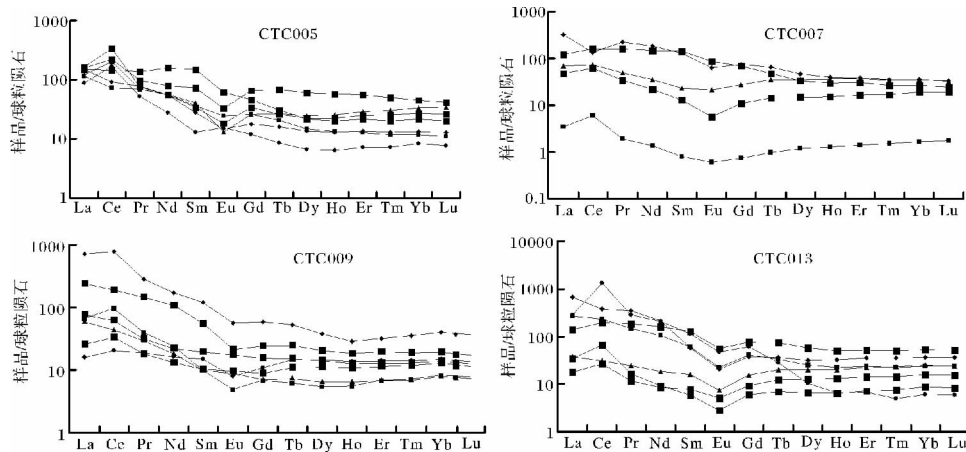 CTC005
1000
100
10
1
样品/球粒陨石
La Ce Pr Nd Sm Eu Gd Tb Dy Ho Er Tm Yb Lu
CTC007
1000
100
10
1
0.1
样品/球粒陨石
La Ce Pr Nd Sm Eu Gd Tb Dy Ho Er Tm Yb Lu
CTC009
1000
100
10
1
样品/球粒陨石
La Ce Pr Nd Sm Eu Gd Tb Dy Ho Er Tm Yb Lu
CTC013
10000
1000
100
10
1
样品/球粒陨石
La Ce Pr Nd Sm Eu Gd Tb Dy Ho Er Tm Yb Lu